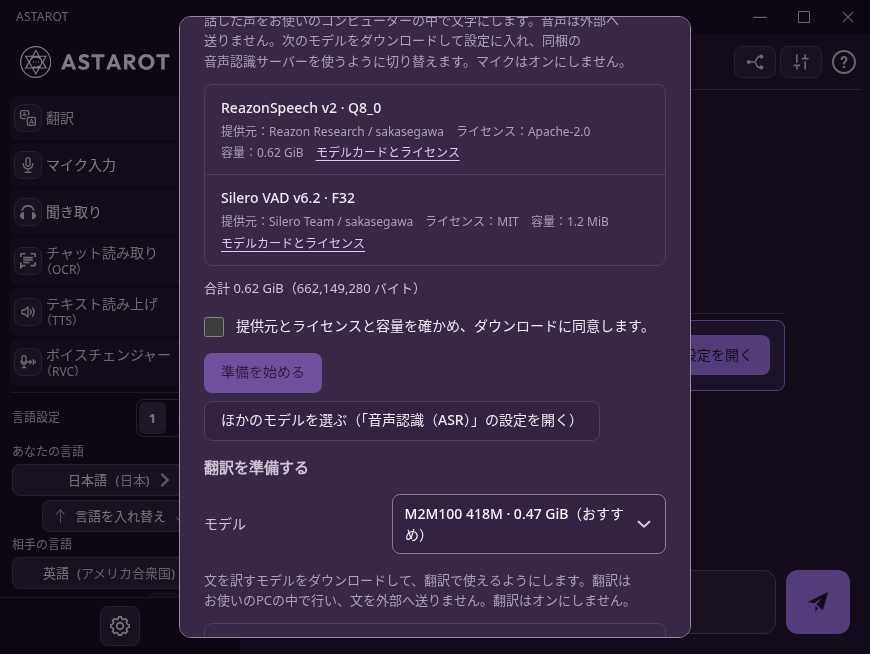 ASTAROT
ASTAROT
翻訳
マイク入力
聞き取り
チャット読み取り
（OCR）
テキスト読み上げ
（TTS）
ボイスチェンジャー
（RVC）
言語設定
1
あなたの言語
日本語（日本）
言語を入れ替え
相手の言語
英語（アメリカ合衆国）
話した声をお使いのコンピューターの中で文字にします。音声は外部へ
送りません。次のモデルをダウンロードして設定に入れ、同梱の
音声認識サーバーを使うように切り替えます。マイクはオンにしません。
ReazonSpeech v2 · Q8_0
提供元：Reazon Research / sakasegawa　ライセンス：Apache-2.0
容量：0.62 GiB　モデルカードとライセンス
Silero VAD v6.2 · F32
提供元：Silero Team / sakasegawa　ライセンス：MIT　容量：1.2 MiB
モデルカードとライセンス
合計 0.62 GiB（662,149,280 バイト）
提供元とライセンスと容量を確かめ、ダウンロードに同意します。
準備を始める
ほかのモデルを選ぶ（「音声認識（ASR）」の設定を開く）
翻訳を準備する
モデル
M2M100 418M · 0.47 GiB（おすす
め）
文を訳すモデルをダウンロードして、翻訳で使えるようにします。翻訳は
お使いのPCの中で行い、文を外部へ送りません。翻訳はオンにしません。
?
設定を開く